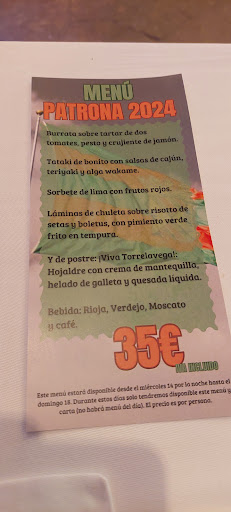 MENÚ
PATRONA 2024
Burrata sobre tartar de dos
tomates, pesto y crujiente de jamón.
Tataki de bonito con salsas de cajún,
teriyaki y alga wakame.
Sorbete de lima con frutos rojos.
Láminas de chuleta sobre risotto de
setas y boletus, con pimiento verde
frito en tempura.
Y de postre: ¡Viva Torrelavega!:
Hojaldre con crema de mantequilla,
helado de galleta y quesada líquida.
Bebida: Rioja, Verdejo, Moscato
y café.
35€
IVA INCLUIDO
Este menú estará disponible desde el miércoles 14 por la noche hasta el
domingo 18. Durante estos días solo tendremos disponible este menú y
carta (no habrá menú del día). El precio es por persona.